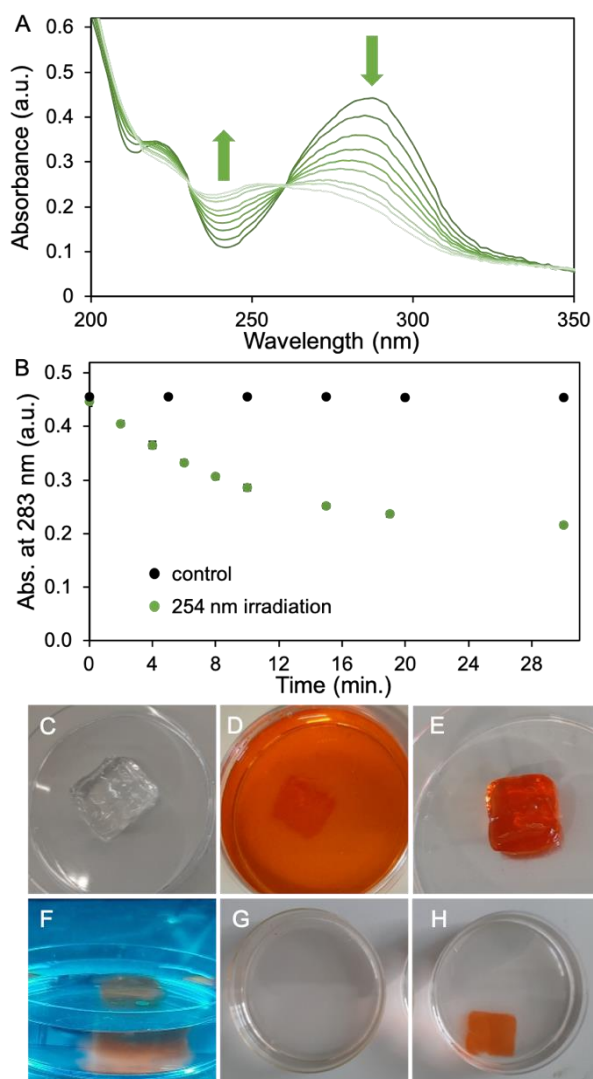 A
0.6
0.5
0.4
0.3
0.2
0.1
0
Absorbance (a.u.)
200
250
300
350
Wavelength (nm)
B
0.5
0.4
0.3
0.2
0.1
0.0
Abs. at 283 nm (a.u.)
control
254 nm irradiation
0
4
8
12
16
20
24
28
Time (min.)
C
D
E
F
G
H